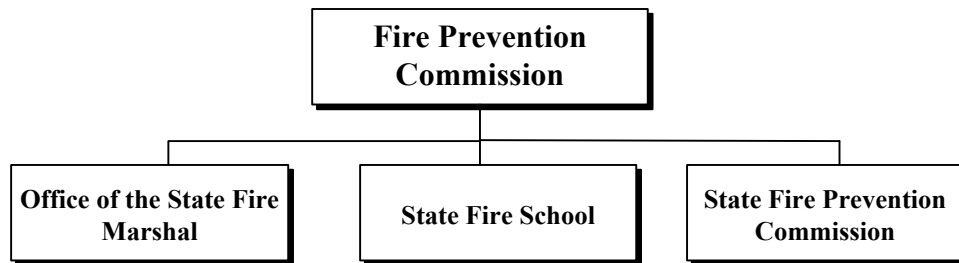 Fire Prevention
Commission
Office of the State Fire
Marshal
State Fire School
State Fire Prevention
Commission